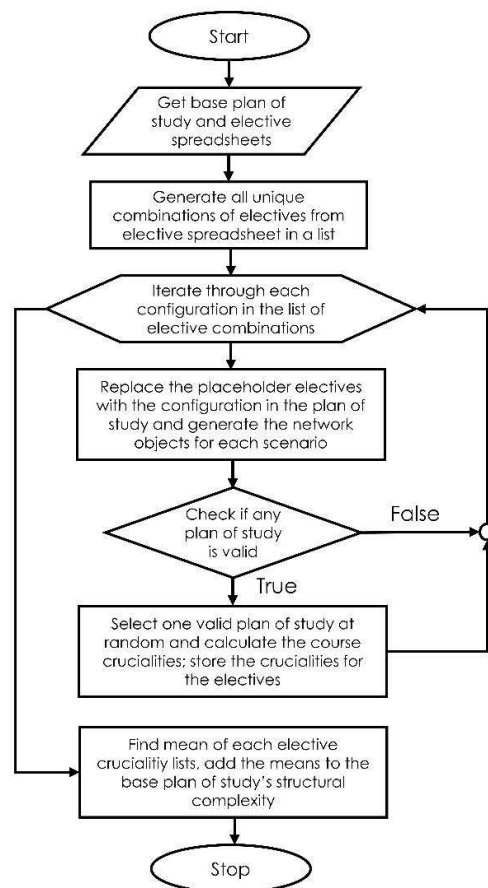 Start
Get base plan of
study and elective
spreadsheets
Generate all unique
combinations of electives from
elective spreadsheet in a list
Iterate through each
configuration in the list of
elective combinations
Replace the placeholder electives
with the configuration in the plan of
study and generate the network
objects for each scenario
Check if any
plan of study
is valid
False
True
Select one valid plan of study at
random and calculate the course
crucialities; store the crucialities for
the electives
Find mean of each elective
crucialitiy lists, add the means to the
base plan of study's structural
complexity
Stop